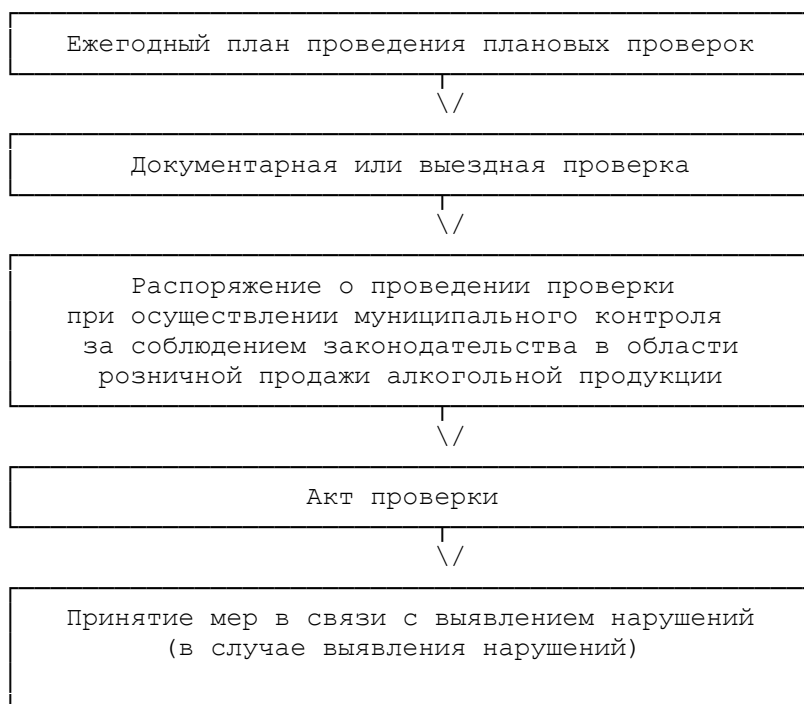 Ежегодный план проведения плановых проверок
\/
Документарная или выездная проверка
\/
Распоряжение о проведении проверки
при осуществлении муниципального контроля
за соблюдением законодательства в области
розничной продажи алкогольной продукции
\/
Акт проверки
\/
Принятие мер в связи с выявлением нарушений
(в случае выявления нарушений)